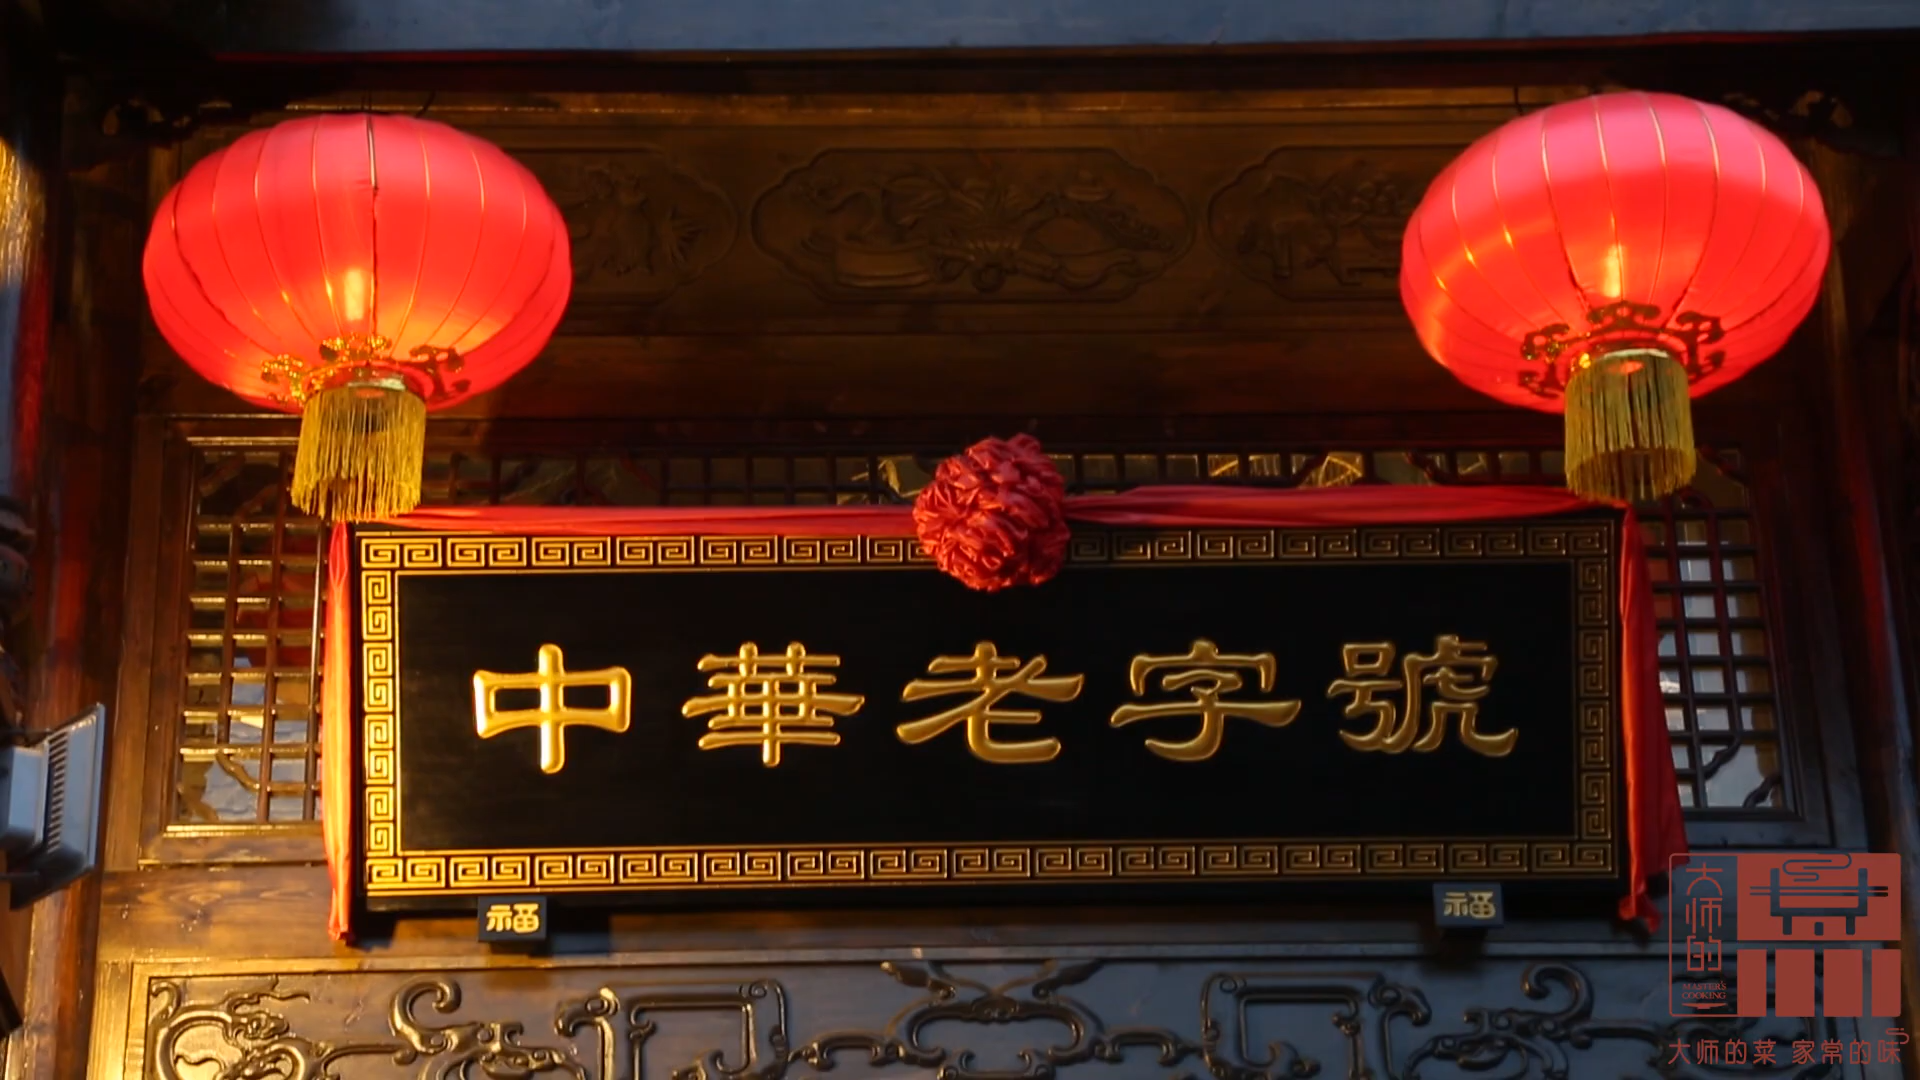 中華老字號
福
福
大师的
MASTER'S
COOKING
大师的菜 家常的味